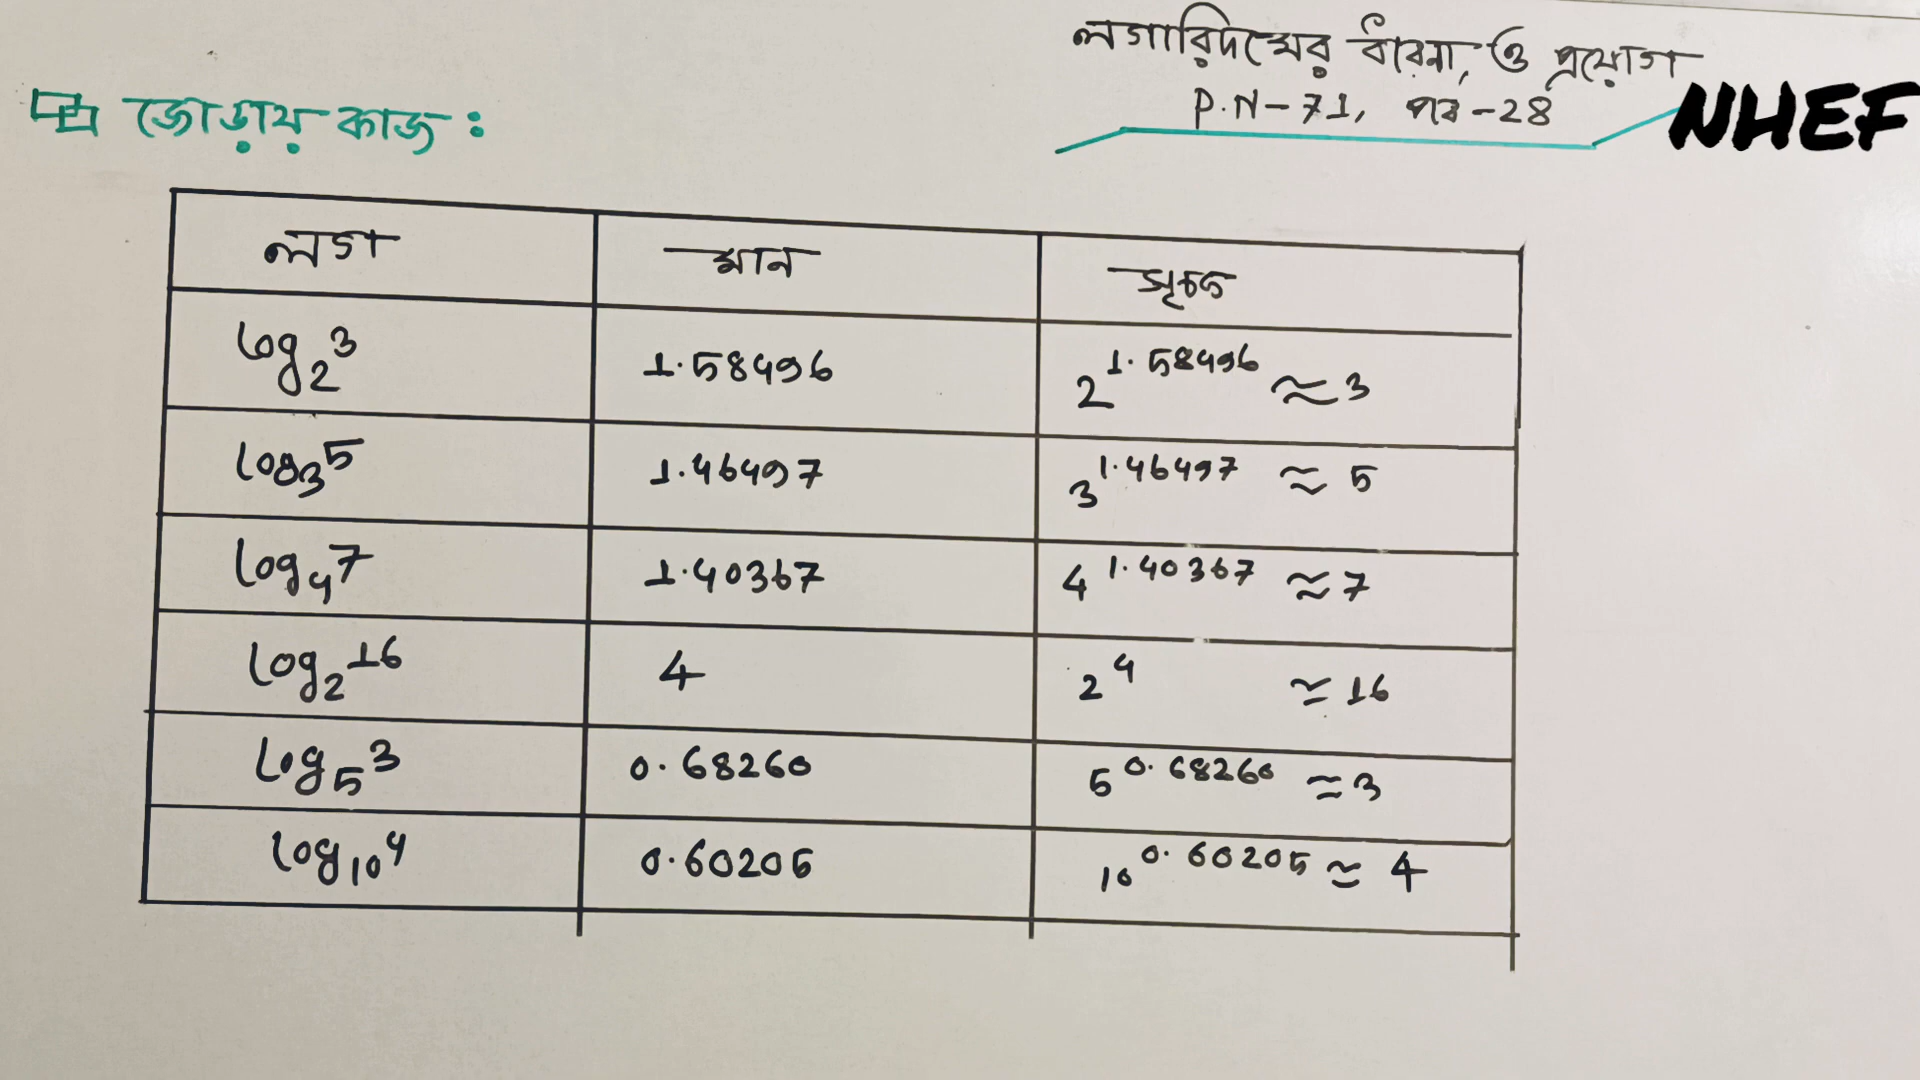 লগারিদমের ধারনা ও প্রয়োগ
P.N-71, পর্ব-28
NHEF
জোড়ায় কাজ:
লগ মান সূচক
log₂3 1.58496 2^1.58496 ≈ 3
log₃5 1.46497 3^1.46497 ≈ 5
log₄7 1.40367 4^1.40367 ≈ 7
log₂16 4 2^4 ≈ 16
log₅3 0.68260 5^0.68260 ≈ 3
log₁₀4 0.60205 10^0.60205 ≈ 4